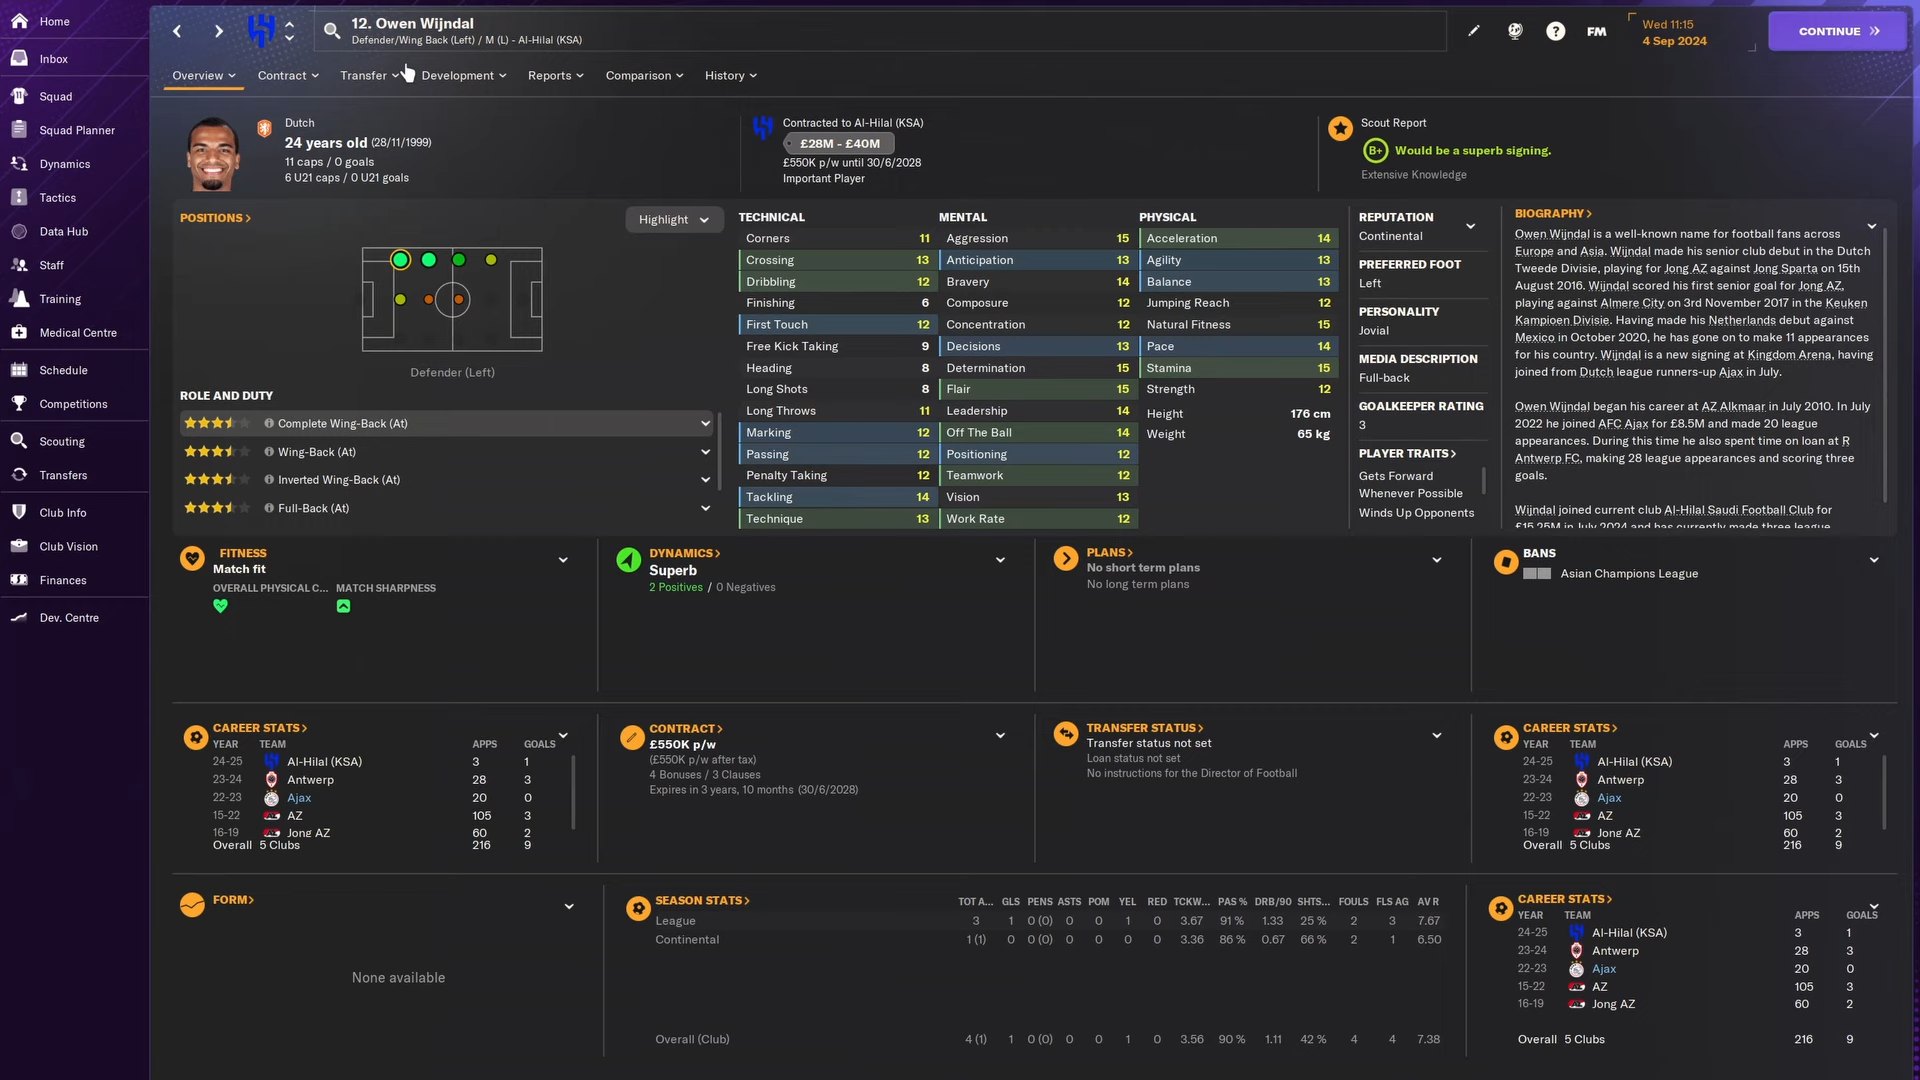 Home
Inbox
Squad
Squad Planner
Dynamics
Tactics
Data Hub
Staff
Training
Medical Centre
Schedule
Competitions
Scouting
Transfers
Club Info
Club Vision
Finances
Dev. Centre
12. Owen Wijndal
Defender/Wing Back (Left) / M (L) - Al-Hilal (KSA)
FM
Wed 11:15
4 Sep 2024
CONTINUE
Overview Contract Transfer Development Reports Comparison History
Dutch
24 years old (28/11/1999)
11 caps / 0 goals
6 U21 caps / 0 U21 goals
Contracted to Al-Hilal (KSA)
£28M - £40M
£550K p/w until 30/6/2028
Important Player
Scout Report
B+ Would be a superb signing.
Extensive Knowledge
POSITIONS >
Highlight
Defender (Left)
ROLE AND DUTY
Complete Wing-Back (At)
Wing-Back (At)
Inverted Wing-Back (At)
Full-Back (At)
TECHNICAL
Corners 11
Crossing 13
Dribbling 12
Finishing 6
First Touch 12
Free Kick Taking 9
Heading 8
Long Shots 8
Long Throws 11
Marking 12
Passing 12
Penalty Taking 12
Tackling 14
Technique 13
MENTAL
Aggression 15
Anticipation 13
Bravery 14
Composure 12
Concentration 12
Decisions 13
Determination 15
Flair 15
Leadership 14
Off The Ball 14
Positioning 12
Teamwork 12
Vision 13
Work Rate 12
PHYSICAL
Acceleration 14
Agility 13
Balance 13
Jumping Reach 12
Natural Fitness 15
Pace 14
Stamina 15
Strength 12
Height 176 cm
Weight 65 kg
REPUTATION
Continental
PREFERRED FOOT
Left
PERSONALITY
Jovial
MEDIA DESCRIPTION
Full-back
GOALKEEPER RATING
3
PLAYER TRAITS >
Gets Forward
Whenever Possible
Winds Up Opponents
BIOGRAPHY >
Owen Wijndal is a well-known name for football fans across
Europe and Asia. Wijndal made his senior club debut in the Dutch
Tweede Divisie, playing for Jong AZ against Jong Sparta on 15th
August 2016. Wijndal scored his first senior goal for Jong AZ,
playing against Almere City on 3rd November 2017 in the Keuken
Kampioen Divisie. Having made his Netherlands debut against
Mexico in October 2020, he has gone on to make 11 appearances
for his country. Wijndal is a new signing at Kingdom Arena, having
joined from Dutch league runners-up Ajax in July.
Owen Wijndal began his career at AZ Alkmaar in July 2010. In July
2022 he joined AFC Ajax for £8.5M and made 20 league
appearances. During this time he also spent time on loan at R
Antwerp FC, making 28 league appearances and scoring three
goals.
Wijndal joined current club Al-Hilal Saudi Football Club for
£15.25M in July 2024 and has currently made three league
FITNESS
Match fit
OVERALL PHYSICAL C... MATCH SHARPNESS
DYNAMICS >
Superb
2 Positives / 0 Negatives
PLANS >
No short term plans
No long term plans
BANS
Asian Champions League
CAREER STATS >
YEAR TEAM APPS GOALS
24-25 Al-Hilal (KSA) 3 1
23-24 Antwerp 28 3
22-23 Ajax 20 0
15-22 AZ 105 3
16-19 Jong AZ 60 2
Overall 5 Clubs 216 9
CONTRACT >
£550K p/w
(£550K p/w after tax)
4 Bonuses / 3 Clauses
Expires in 3 years, 10 months (30/6/2028)
TRANSFER STATUS >
Transfer status not set
Loan status not set
No instructions for the Director of Football
CAREER STATS >
YEAR TEAM APPS GOALS
24-25 Al-Hilal (KSA) 3 1
23-24 Antwerp 28 3
22-23 Ajax 20 0
15-22 AZ 105 3
16-19 Jong AZ 60 2
Overall 5 Clubs 216 9
FORM >
None available
SEASON STATS > TOT A... GLS PENS ASTS POM YEL RED TCKW... PAS % DRB/90 SHTS... FOULS FLS AG AV R
League 3 1 0 (0) 0 0 1 0 3.67 91 % 1.33 25 % 2 3 7.67
Continental 1 (1) 0 0 (0) 0 0 0 0 3.36 86 % 0.67 66 % 2 1 6.50
Overall (Club) 4 (1) 1 0 (0) 0 0 1 0 3.56 90 % 1.11 42 % 4 4 7.38
CAREER STATS >
YEAR TEAM APPS GOALS
24-25 Al-Hilal (KSA) 3 1
23-24 Antwerp 28 3
22-23 Ajax 20 0
15-22 AZ 105 3
16-19 Jong AZ 60 2
Overall 5 Clubs 216 9